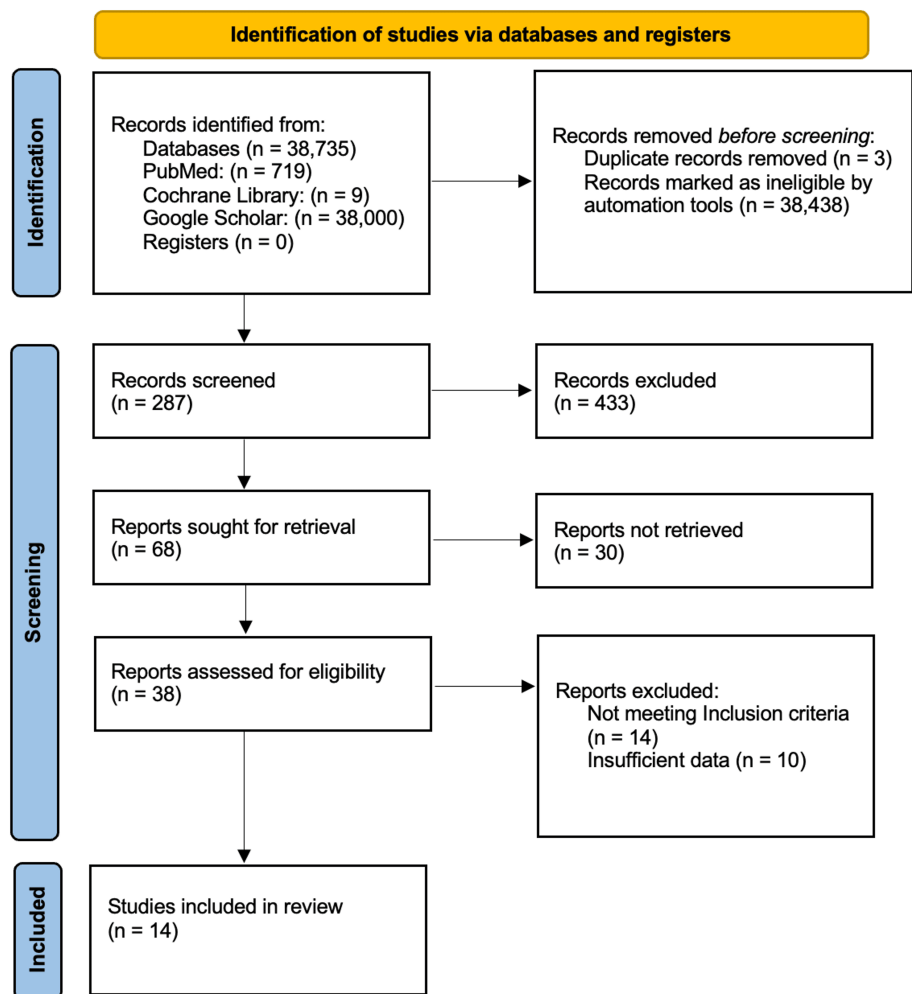 Identification of studies via databases and registers
Identification
Records identified from:
Databases (n = 38,735)
PubMed: (n = 719)
Cochrane Library: (n = 9)
Google Scholar: (n = 38,000)
Registers (n = 0)
Records removed before screening:
Duplicate records removed (n = 3)
Records marked as ineligible by
automation tools (n = 38,438)
Screening
Records screened
(n = 287)
Records excluded
(n = 433)
Reports sought for retrieval
(n = 68)
Reports not retrieved
(n = 30)
Reports assessed for eligibility
(n = 38)
Reports excluded:
Not meeting Inclusion criteria
(n = 14)
Insufficient data (n = 10)
Included
Studies included in review
(n = 14)